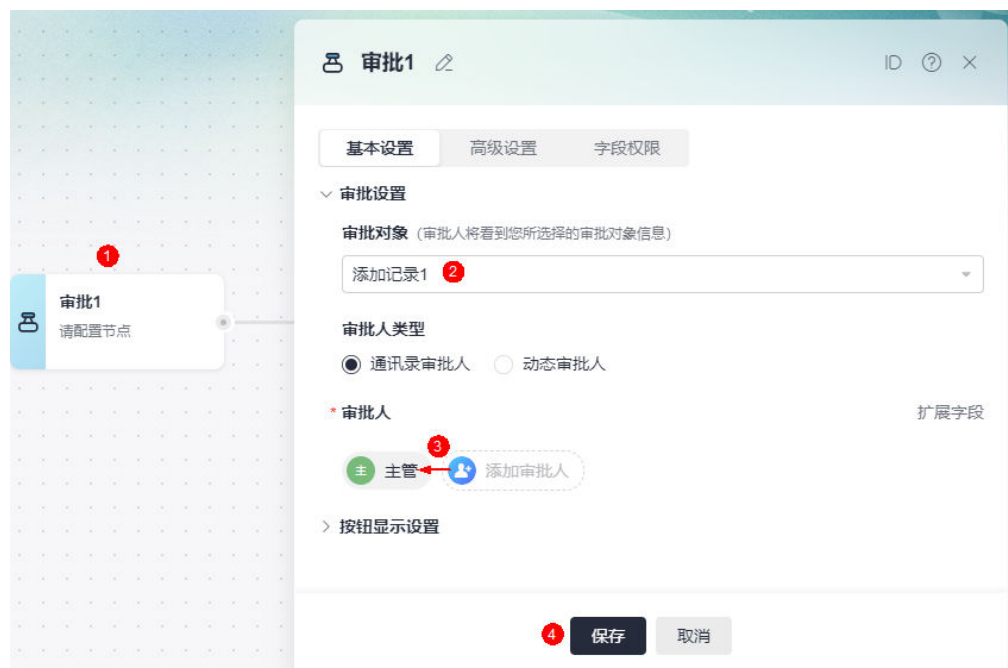 审批1
ID
基本设置 高级设置 字段权限
审批设置
审批对象 (审批人将看到您所选择的审批对象信息)
1
添加记录1 2
审批1
请配置节点
审批人类型
通讯录审批人 动态审批人
* 审批人 扩展字段
3
主 主管 添加审批人
按钮显示设置
4 保存 取消